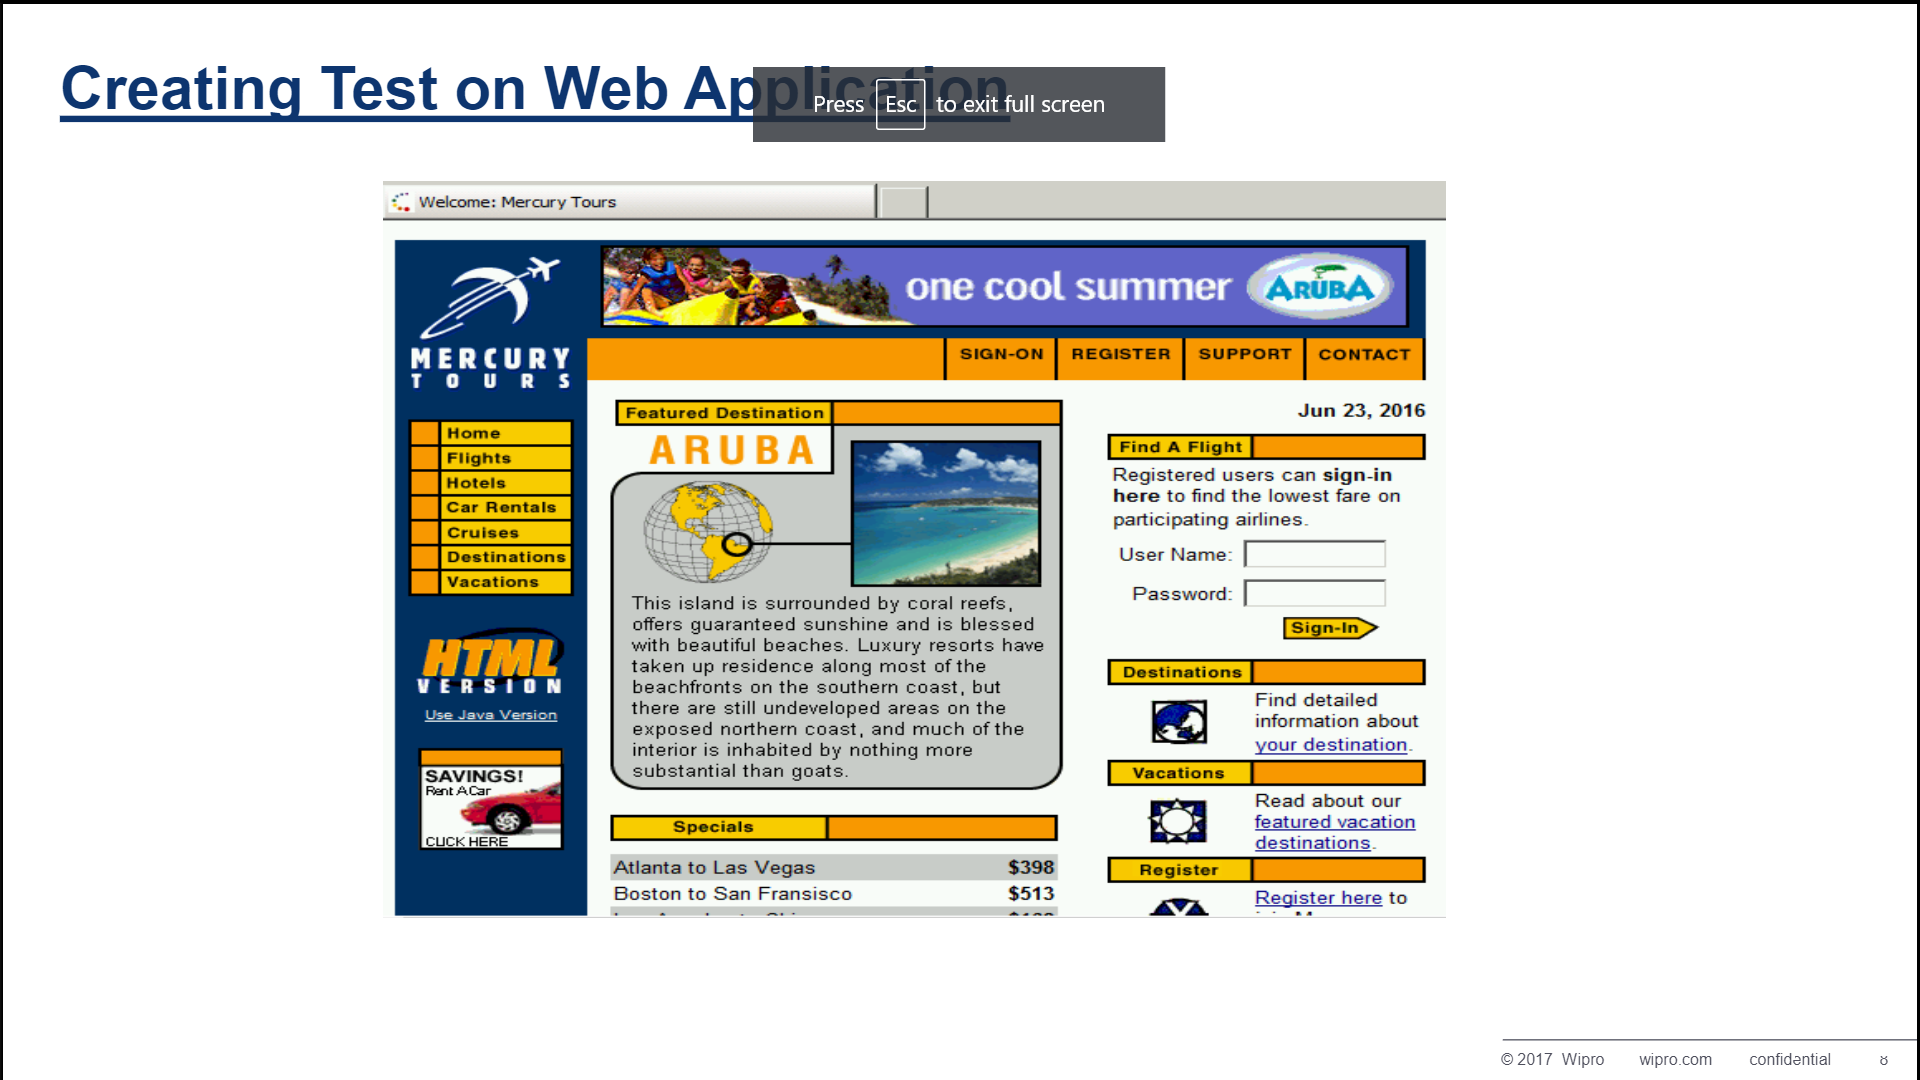 Creating Test on Web Application
Press Esc to exit full screen
Welcome: Mercury Tours
one cool summer ARUBA
MERCURY
TOURS
SIGN-ON REGISTER SUPPORT CONTACT
Home
Flights
Hotels
Car Rentals
Cruises
Destinations
Vacations
HTML
VERSION
Use Java Version
SAVINGS!
Rent A Car
CLICK HERE
Featured Destination
ARUBA
This island is surrounded by coral reefs,
offers guaranteed sunshine and is blessed
with beautiful beaches. Luxury resorts have
taken up residence along most of the
beachfronts on the southern coast, but
there are still undeveloped areas on the
exposed northern coast, and much of the
interior is inhabited by nothing more
substantial than goats.
Specials
Atlanta to Las Vegas $398
Boston to San Fransisco $513
Jun 23, 2016
Find A Flight
Registered users can sign-in
here to find the lowest fare on
participating airlines.
User Name:
Password:
Sign-In
Destinations
Find detailed
information about
your destination.
Vacations
Read about our
featured vacation
destinations.
Register
Register here to
© 2017 Wipro wipro.com confidential 8